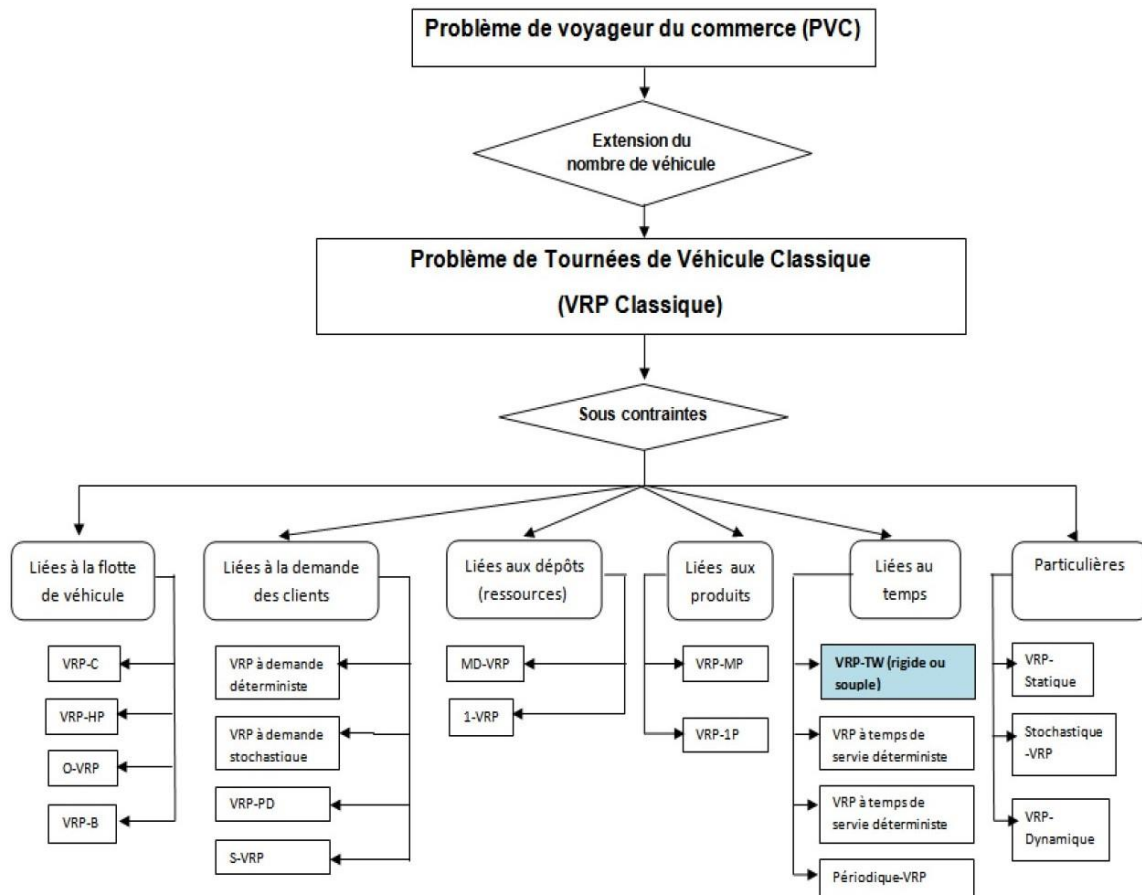 Problème de voyageur du commerce (PVC)
Extension du
nombre de véhicule
Problème de Tournées de Véhicule Classique
(VRP Classique)
Sous contraintes
Liées à la flotte
de véhicule
VRP-C
VRP-HP
O-VRP
VRP-B
Liées à la demande
des clients
VRP à demande
déterministe
VRP à demande
stochastique
VRP-PD
S-VRP
Liées aux dépôts
(ressources)
MD-VRP
1-VRP
Liées aux
produits
VRP-MP
VRP-1P
Liées au
temps
VRP-TW (rigide ou
souple)
VRP à temps de
servie déterministe
VRP à temps de
servie déterministe
Périodique-VRP
Particulières
VRP-
Statique
Stochastique
-VRP
VRP-
Dynamique